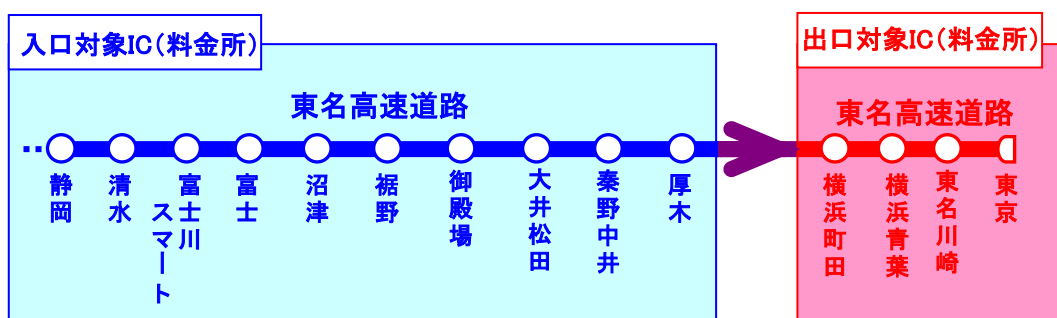 入口対象IC(料金所)
出口対象IC(料金所)
東名高速道路
東名高速道路
静岡
清水
富士川
スマート
富士
沼津
裾野
御殿場
大井松田
秦野中井
厚木
横浜町田
横浜青葉
東名川崎
東京